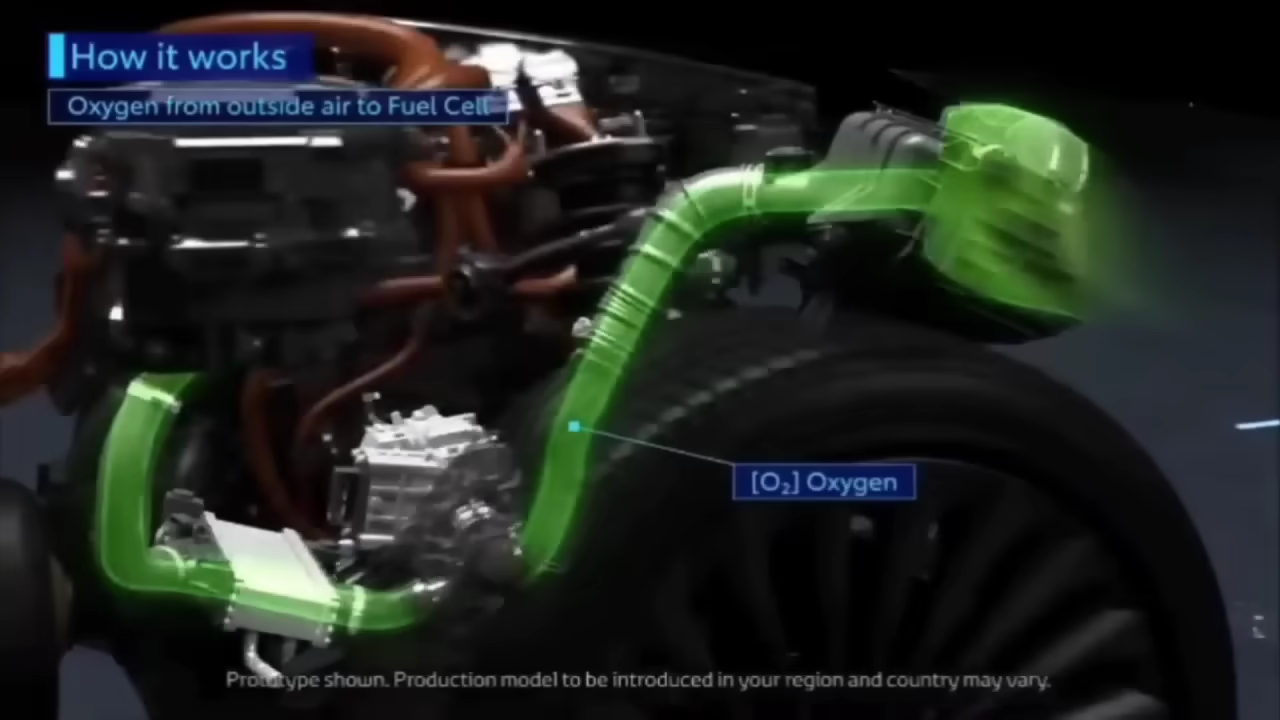 How it works
Oxygen from outside air to Fuel Cell
[O₂] Oxygen
Prototype shown. Production model to be introduced in your region and country may vary.